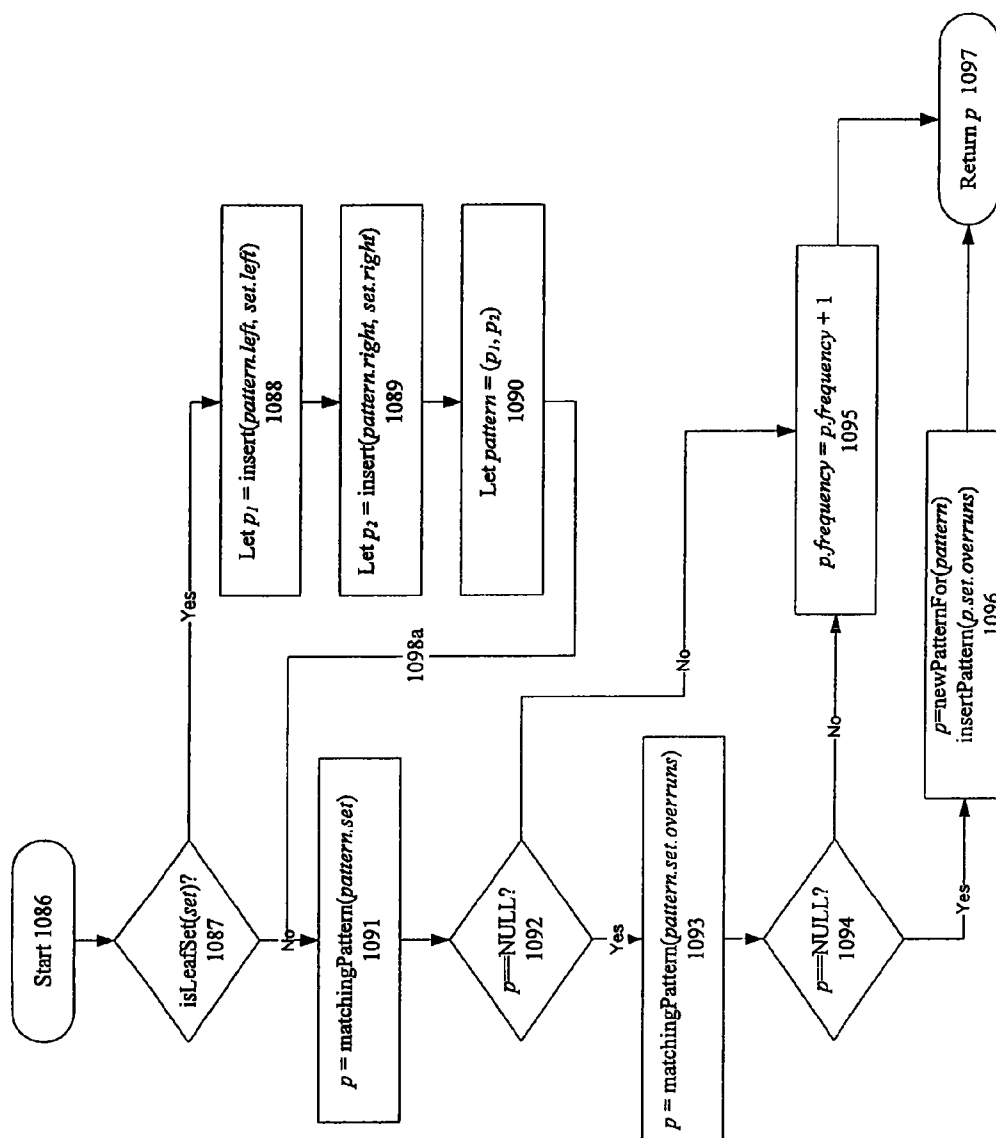 Start 1086
isLeafSet(set)?
1087
Yes
Let p₁ = insert(pattern.left, set.left)
1088
Let p₂ = insert(pattern.right, set.right)
1089
Let pattern = (p₁, p₂)
1090
1098a
No
p = matchingPattern(pattern.set)
1091
p==NULL?
1092
No
Yes
p = matchingPattern(pattern.set.overruns)
1093
p==NULL?
1094
No
p.frequency = p.frequency + 1
1095
Yes
p=newPatternFor(pattern)
insertPattern(p.set.overruns)
1096
Return p 1097